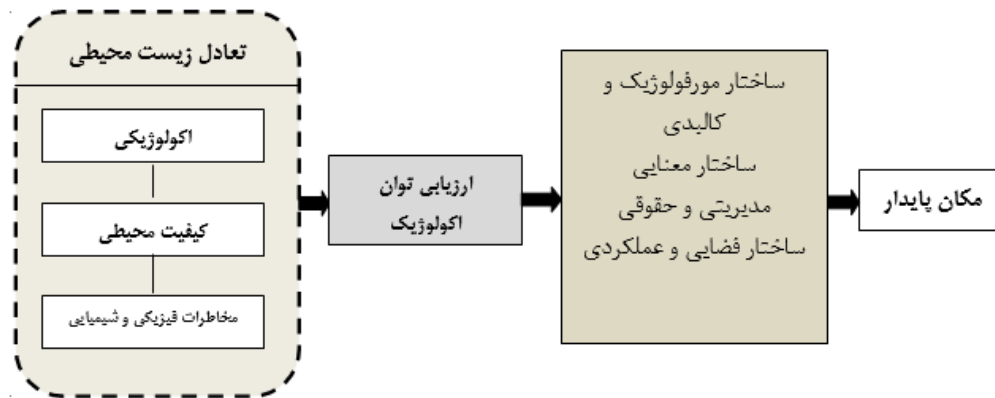 تعادل زیست محیطی
اکولوژیکی
کیفیت محیطی
مخاطرات فیزیکی و شیمیایی
ارزیابی توان
اکولوژیک
ساختار مورفولوژیک و
کالبدی
ساختار معنایی
مدیریتی و حقوقی
ساختار فضایی و عملکردی
مکان پایدار